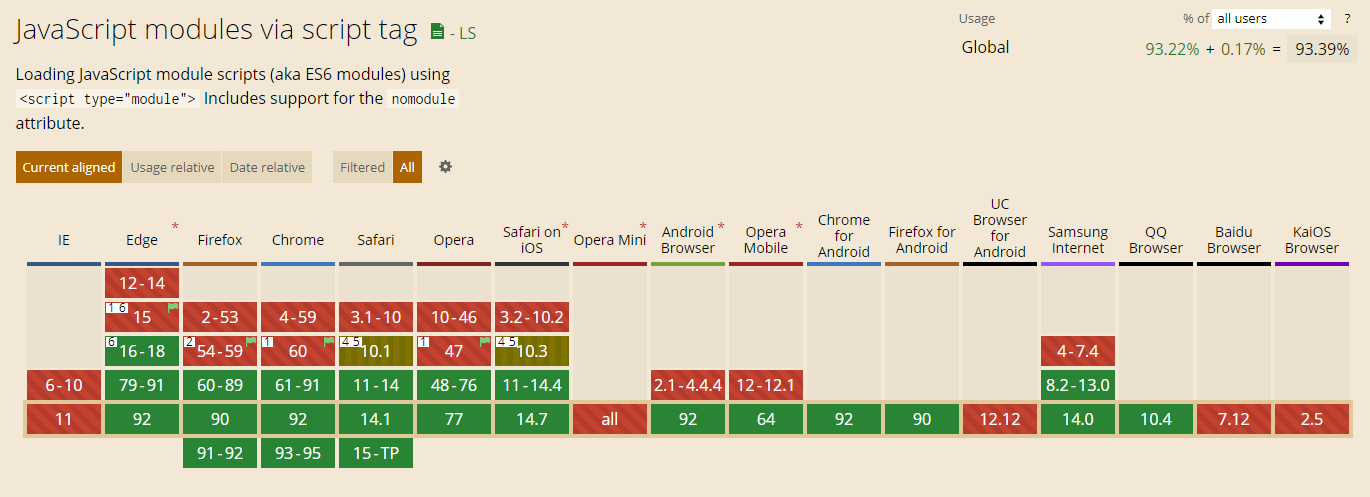 JavaScript modules via script tag - LS
Usage % of all users ?
Global 93.22% + 0.17% = 93.39%
Loading JavaScript module scripts (aka ES6 modules) using
<script type="module"> Includes support for the nomodule
attribute.
Current aligned Usage relative Date relative Filtered All
IE Edge * Firefox Chrome Safari Opera Safari on iOS * Opera Mini * Android Browser * Opera Mobile * Chrome for Android Firefox for Android UC Browser for Android Samsung Internet QQ Browser Baidu Browser KaiOS Browser
12-14
1 6 15 2-53 4-59 3.1-10 10-46 3.2-10.2
6 16-18 2 54-59 1 60 4 5 10.1 1 47 4 5 10.3 4-7.4
6-10 79-91 60-89 61-91 11-14 48-76 11-14.4 2.1-4.4.4 12-12.1 8.2-13.0
11 92 90 92 14.1 77 14.7 all 92 64 92 90 12.12 14.0 10.4 7.12 2.5
91-92 93-95 15-TP